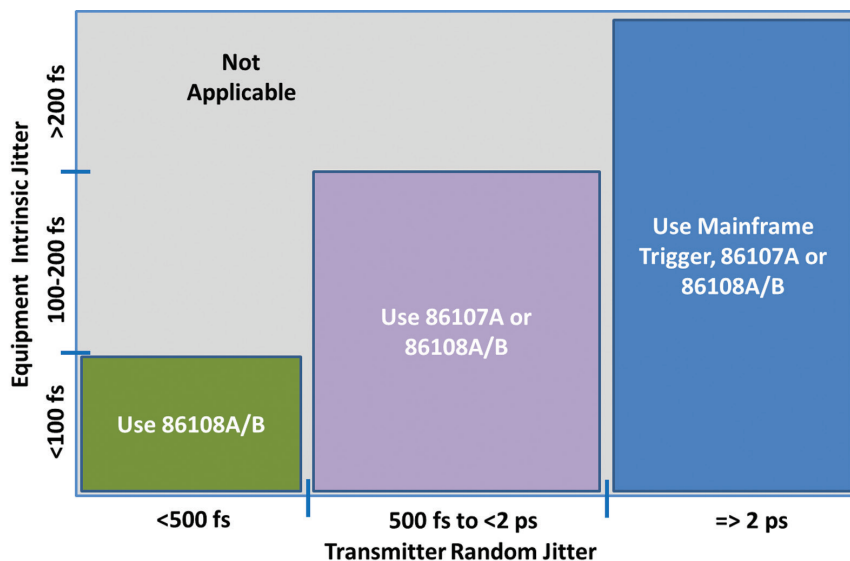 Not
Applicable
>200 fs
100-200 fs
<100 fs
Equipment Intrinsic Jitter
Use 86108A/B
Use 86107A or
86108A/B
Use Mainframe
Trigger, 86107A or
86108A/B
<500 fs
500 fs to <2 ps
=> 2 ps
Transmitter Random Jitter